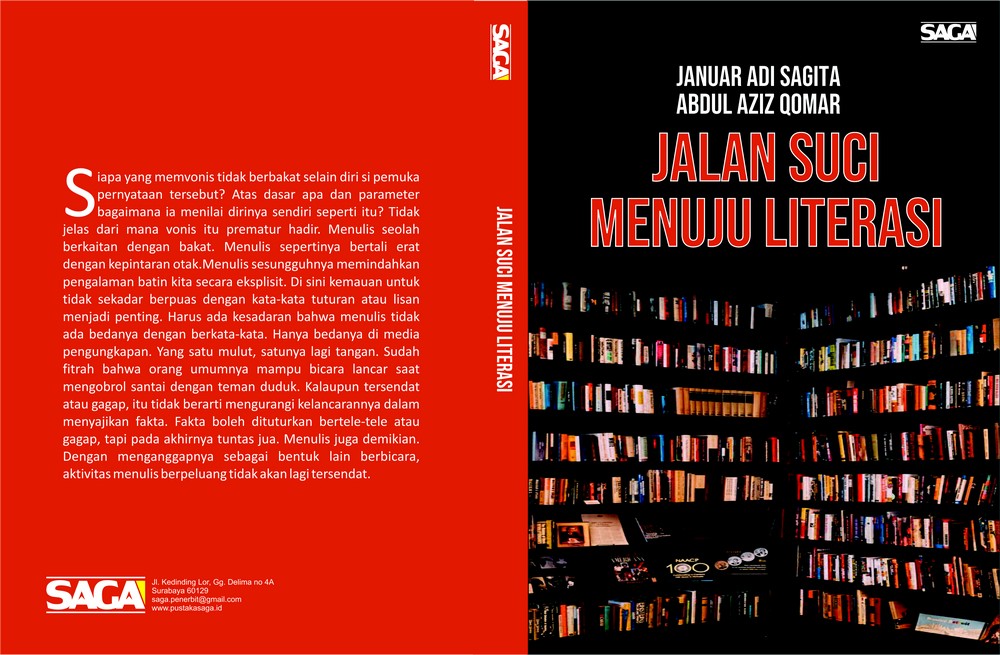 Siapa yang memvonis tidak berbakat selain diri si pemuka
pernyataan tersebut? Atas dasar apa dan parameter
bagaimana ia menilai dirinya sendiri seperti itu? Tidak
jelas dari mana vonis itu prematur hadir. Menulis seolah
berkaitan dengan bakat. Menulis sepertinya bertali erat
dengan kepintaran otak.Menulis sesungguhnya memindahkan
pengalaman batin kita secara eksplisit. Di sini kemauan untuk
tidak sekadar berpuas dengan kata-kata tuturan atau lisan
menjadi penting. Harus ada kesadaran bahwa menulis tidak
ada bedanya dengan berkata-kata. Hanya bedanya di media
pengungkapan. Yang satu mulut, satunya lagi tangan. Sudah
fitrah bahwa orang umumnya mampu bicara lancar saat
mengobrol santai dengan teman duduk. Kalaupun tersendat
atau gagap, itu tidak berarti mengurangi kelancarannya dalam
menyajikan fakta. Fakta boleh dituturkan bertele-tele atau
gagap, tapi pada akhirnya tuntas jua. Menulis juga demikian.
Dengan menganggapnya sebagai bentuk lain berbicara,
aktivitas menulis berpeluang tidak akan lagi tersendat.
SAGA
Jl. Kedinding Lor, Gg. Delima no 4A
Surabaya 60129
saga.penerbit@gmail.com
www.pustakasaga.id
SAGA
JALAN SUCI MENUJU LITERASI
SAGA
JANUAR ADI SAGITA
ABDUL AZIZ QOMAR
JALAN SUCI
MENUJU LITERASI
NAACP
100